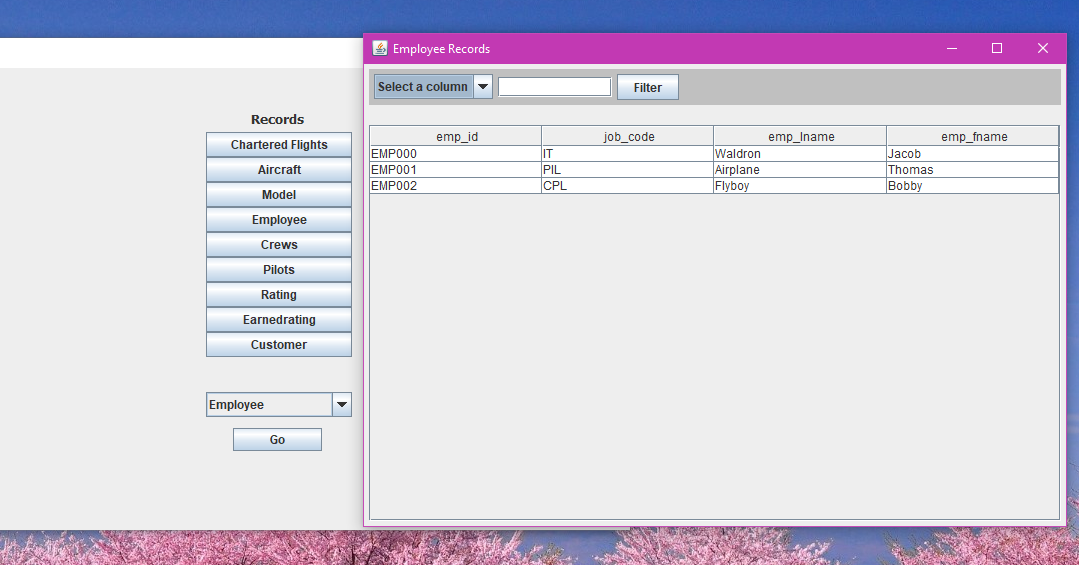 Records
Chartered Flights
Aircraft
Model
Employee
Crews
Pilots
Rating
Earnedrating
Customer
Employee
Go
Employee Records
Select a column Filter
emp_id job_code emp_lname emp_fname
EMP000 IT Waldron Jacob
EMP001 PIL Airplane Thomas
EMP002 CPL Flyboy Bobby